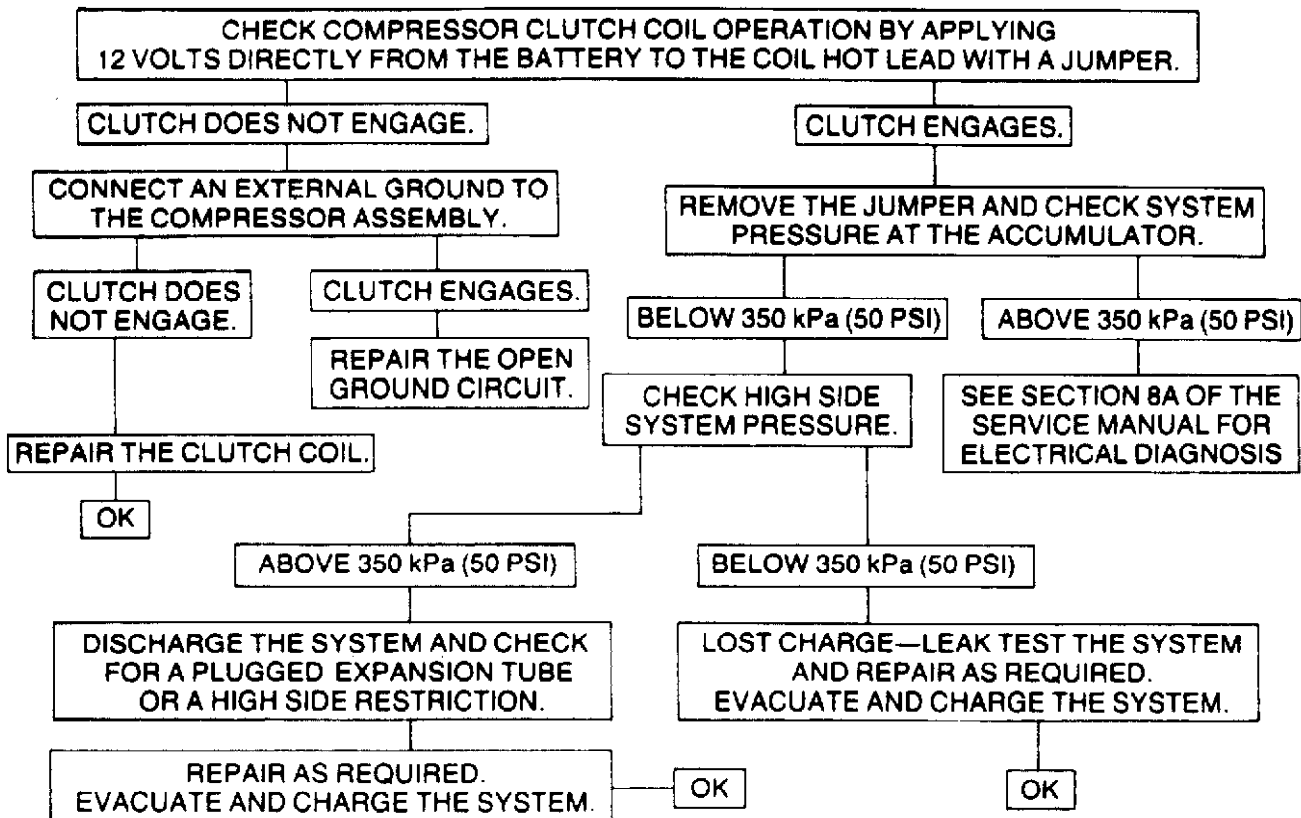 CHECK COMPRESSOR CLUTCH COIL OPERATION BY APPLYING
12 VOLTS DIRECTLY FROM THE BATTERY TO THE COIL HOT LEAD WITH A JUMPER.
CLUTCH DOES NOT ENGAGE.
CLUTCH ENGAGES.
CONNECT AN EXTERNAL GROUND TO
THE COMPRESSOR ASSEMBLY.
REMOVE THE JUMPER AND CHECK SYSTEM
PRESSURE AT THE ACCUMULATOR.
CLUTCH DOES
NOT ENGAGE.
CLUTCH ENGAGES.
BELOW 350 kPa (50 PSI)
ABOVE 350 kPa (50 PSI)
REPAIR THE OPEN
GROUND CIRCUIT.
CHECK HIGH SIDE
SYSTEM PRESSURE.
SEE SECTION 8A OF THE
SERVICE MANUAL FOR
ELECTRICAL DIAGNOSIS
REPAIR THE CLUTCH COIL.
OK
ABOVE 350 kPa (50 PSI)
BELOW 350 kPa (50 PSI)
DISCHARGE THE SYSTEM AND CHECK
FOR A PLUGGED EXPANSION TUBE
OR A HIGH SIDE RESTRICTION.
LOST CHARGE—LEAK TEST THE SYSTEM
AND REPAIR AS REQUIRED.
EVACUATE AND CHARGE THE SYSTEM.
REPAIR AS REQUIRED.
EVACUATE AND CHARGE THE SYSTEM.
OK
OK